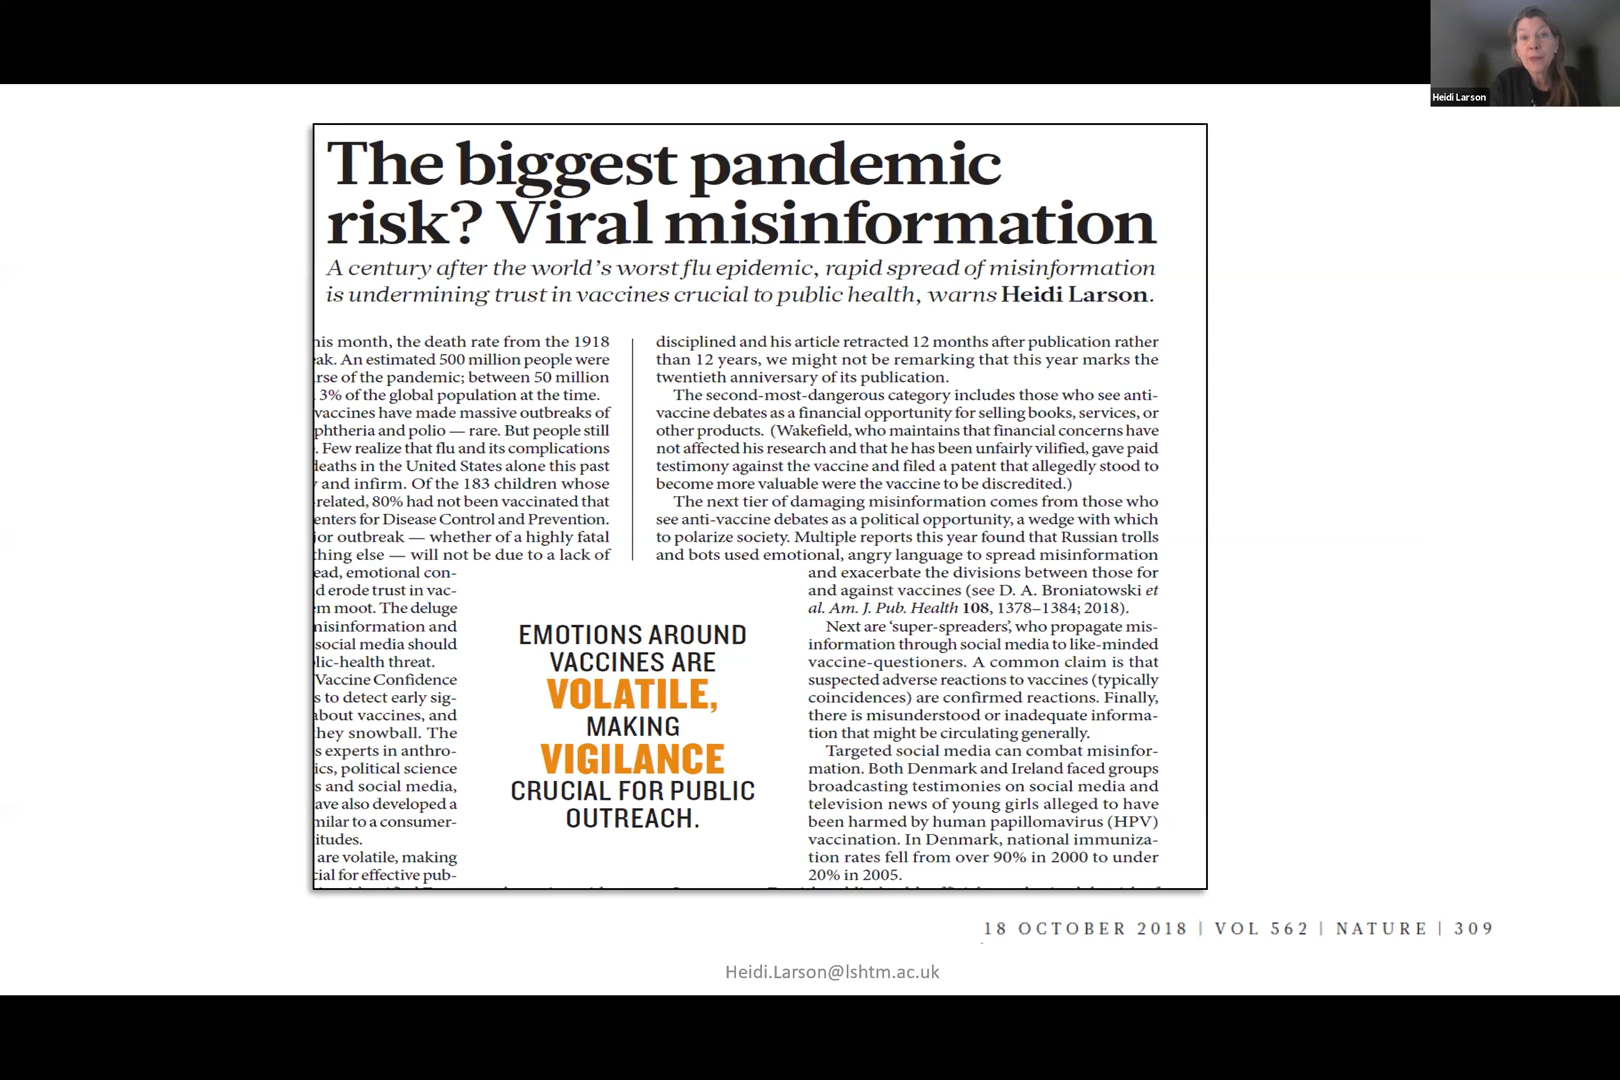 Heidi Larson
The biggest pandemic
risk? Viral misinformation
A century after the world's worst flu epidemic, rapid spread of misinformation
is undermining trust in vaccines crucial to public health, warns Heidi Larson.
his month, the death rate from the 1918
eak. An estimated 500 million people were
rse of the pandemic; between 50 million
3% of the global population at the time.
vaccines have made massive outbreaks of
phtheria and polio — rare. But people still
. Few realize that flu and its complications
deaths in the United States alone this past
and infirm. Of the 183 children whose
related, 80% had not been vaccinated that
enters for Disease Control and Prevention.
jor outbreak — whether of a highly fatal
thing else — will not be due to a lack of
ead, emotional con-
d erode trust in vac-
m moot. The deluge
misinformation and
social media should
lic-health threat.
Vaccine Confidence
s to detect early sig-
about vaccines, and
hey snowball. The
s experts in anthro-
ics, political science
s and social media,
ave also developed a
milar to a consumer-
itudes.
are volatile, making
cial for effective pub-
EMOTIONS AROUND
VACCINES ARE
VOLATILE,
MAKING
VIGILANCE
CRUCIAL FOR PUBLIC
OUTREACH.
disciplined and his article retracted 12 months after publication rather
than 12 years, we might not be remarking that this year marks the
twentieth anniversary of its publication.
The second-most-dangerous category includes those who see anti-
vaccine debates as a financial opportunity for selling books, services, or
other products. (Wakefield, who maintains that financial concerns have
not affected his research and that he has been unfairly vilified, gave paid
testimony against the vaccine and filed a patent that allegedly stood to
become more valuable were the vaccine to be discredited.)
The next tier of damaging misinformation comes from those who
see anti-vaccine debates as a political opportunity, a wedge with which
to polarize society. Multiple reports this year found that Russian trolls
and bots used emotional, angry language to spread misinformation
and exacerbate the divisions between those for
and against vaccines (see D. A. Broniatowski et
al. Am. J. Pub. Health 108, 1378–1384; 2018).
Next are 'super-spreaders', who propagate mis-
information through social media to like-minded
vaccine-questioners. A common claim is that
suspected adverse reactions to vaccines (typically
coincidences) are confirmed reactions. Finally,
there is misunderstood or inadequate informa-
tion that might be circulating generally.
Targeted social media can combat misinfor-
mation. Both Denmark and Ireland faced groups
broadcasting testimonies on social media and
television news of young girls alleged to have
been harmed by human papillomavirus (HPV)
vaccination. In Denmark, national immuniza-
tion rates fell from over 90% in 2000 to under
20% in 2005.
18 OCTOBER 2018 | VOL 562 | NATURE | 309
Heidi.Larson@lshtm.ac.uk